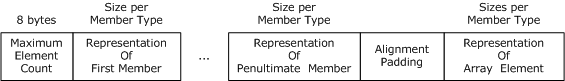 8 bytes
Size per
Member Type
Size per
Member Type
Sizes per
Member Type
Maximum
Element
Count
Representation
Of
First Member
...
Representation
Of
Penultimate Member
Alignment
Padding
Representation
Of
Array Element